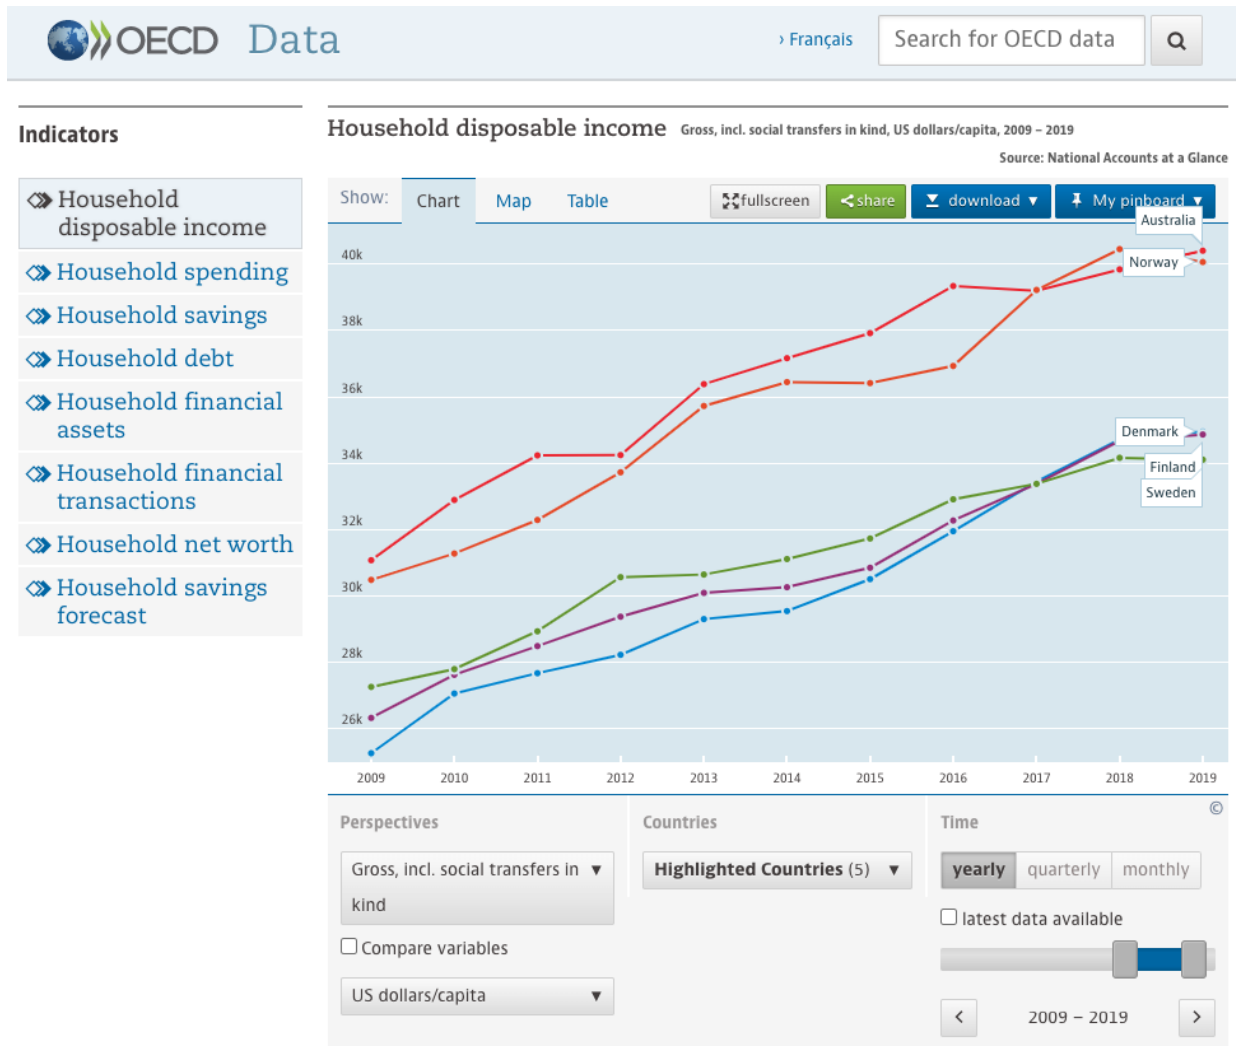 OECD Data
› Français
Search for OECD data
Indicators
Household
disposable income
Household spending
Household savings
Household debt
Household financial
assets
Household financial
transactions
Household net worth
Household savings
forecast
Household disposable income Gross, incl. social transfers in kind, US dollars/capita, 2009 – 2019
Source: National Accounts at a Glance
Show: Chart Map Table fullscreen share download ▼ My pinboard ▼
Australia
40k
Norway
38k
36k
Denmark
34k
Finland
Sweden
32k
30k
28k
26k
2009 2010 2011 2012 2013 2014 2015 2016 2017 2018 2019
©
Perspectives
Gross, incl. social transfers in ▼
kind
Compare variables
US dollars/capita ▼
Countries
Highlighted Countries (5) ▼
Time
yearly quarterly monthly
latest data available
< 2009 – 2019 >